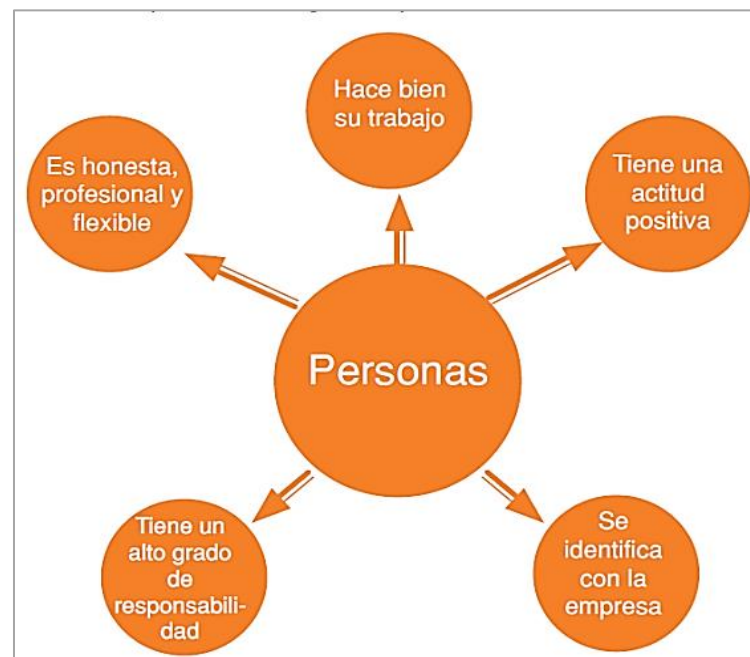 Hace bien
su trabajo
Es honesta,
profesional y
flexible
Tiene una
actitud
positiva
Personas
Tiene un
alto grado
de
responsabili-
dad
Se
identifica
con la
empresa